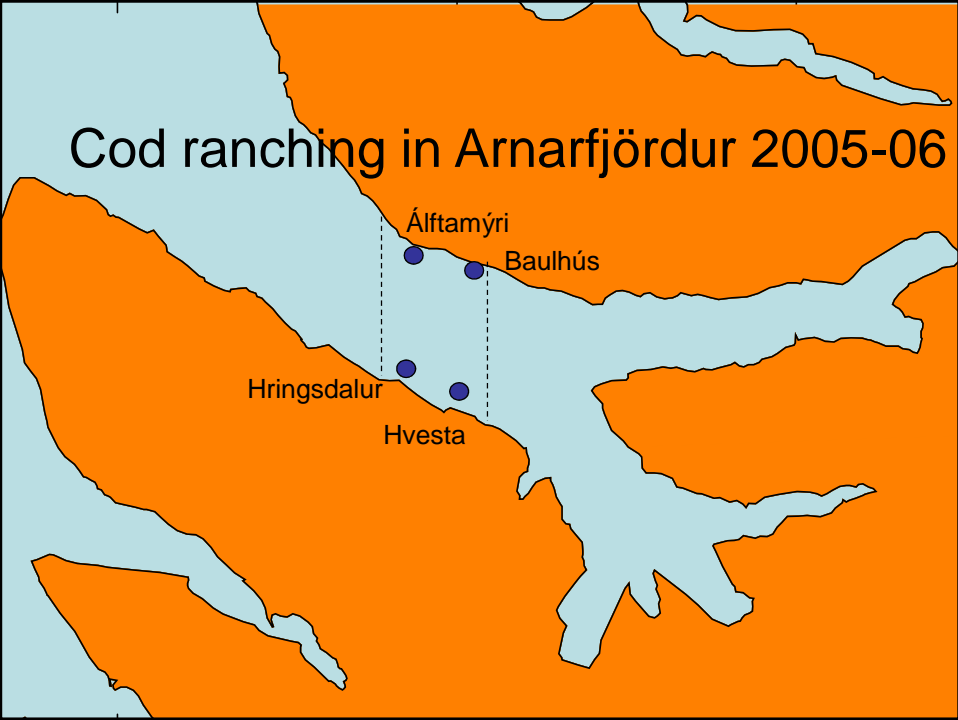 Cod ranching in Arnarfjördur 2005-06
Álftamýri
Baulhús
Hringsdalur
Hvesta